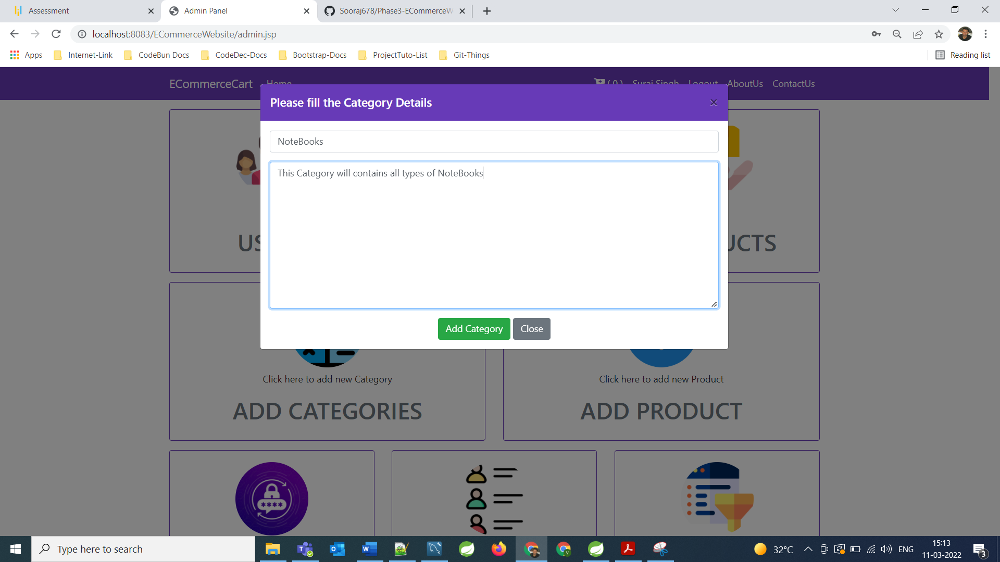 Assessment
Admin Panel
Sooraj678/Phase3-ECommerceW
localhost:8083/ECommerceWebsite/admin.jsp
Apps
Internet-Link
CodeBun Docs
CodeDec-Docs
Bootstrap-Docs
ProjectTuto-List
Git-Things
Reading list
ECommerceCart
Home
( 0 )
Suraj Singh
Logout
AboutUs
ContactUs
Please fill the Category Details
×
NoteBooks
This Category will contains all types of NoteBooks
US
UCTS
Add Category
Close
Click here to add new Category
Click here to add new Product
ADD CATEGORIES
ADD PRODUCT
****
Type here to search
32°C
ENG
15:13
11-03-2022
3